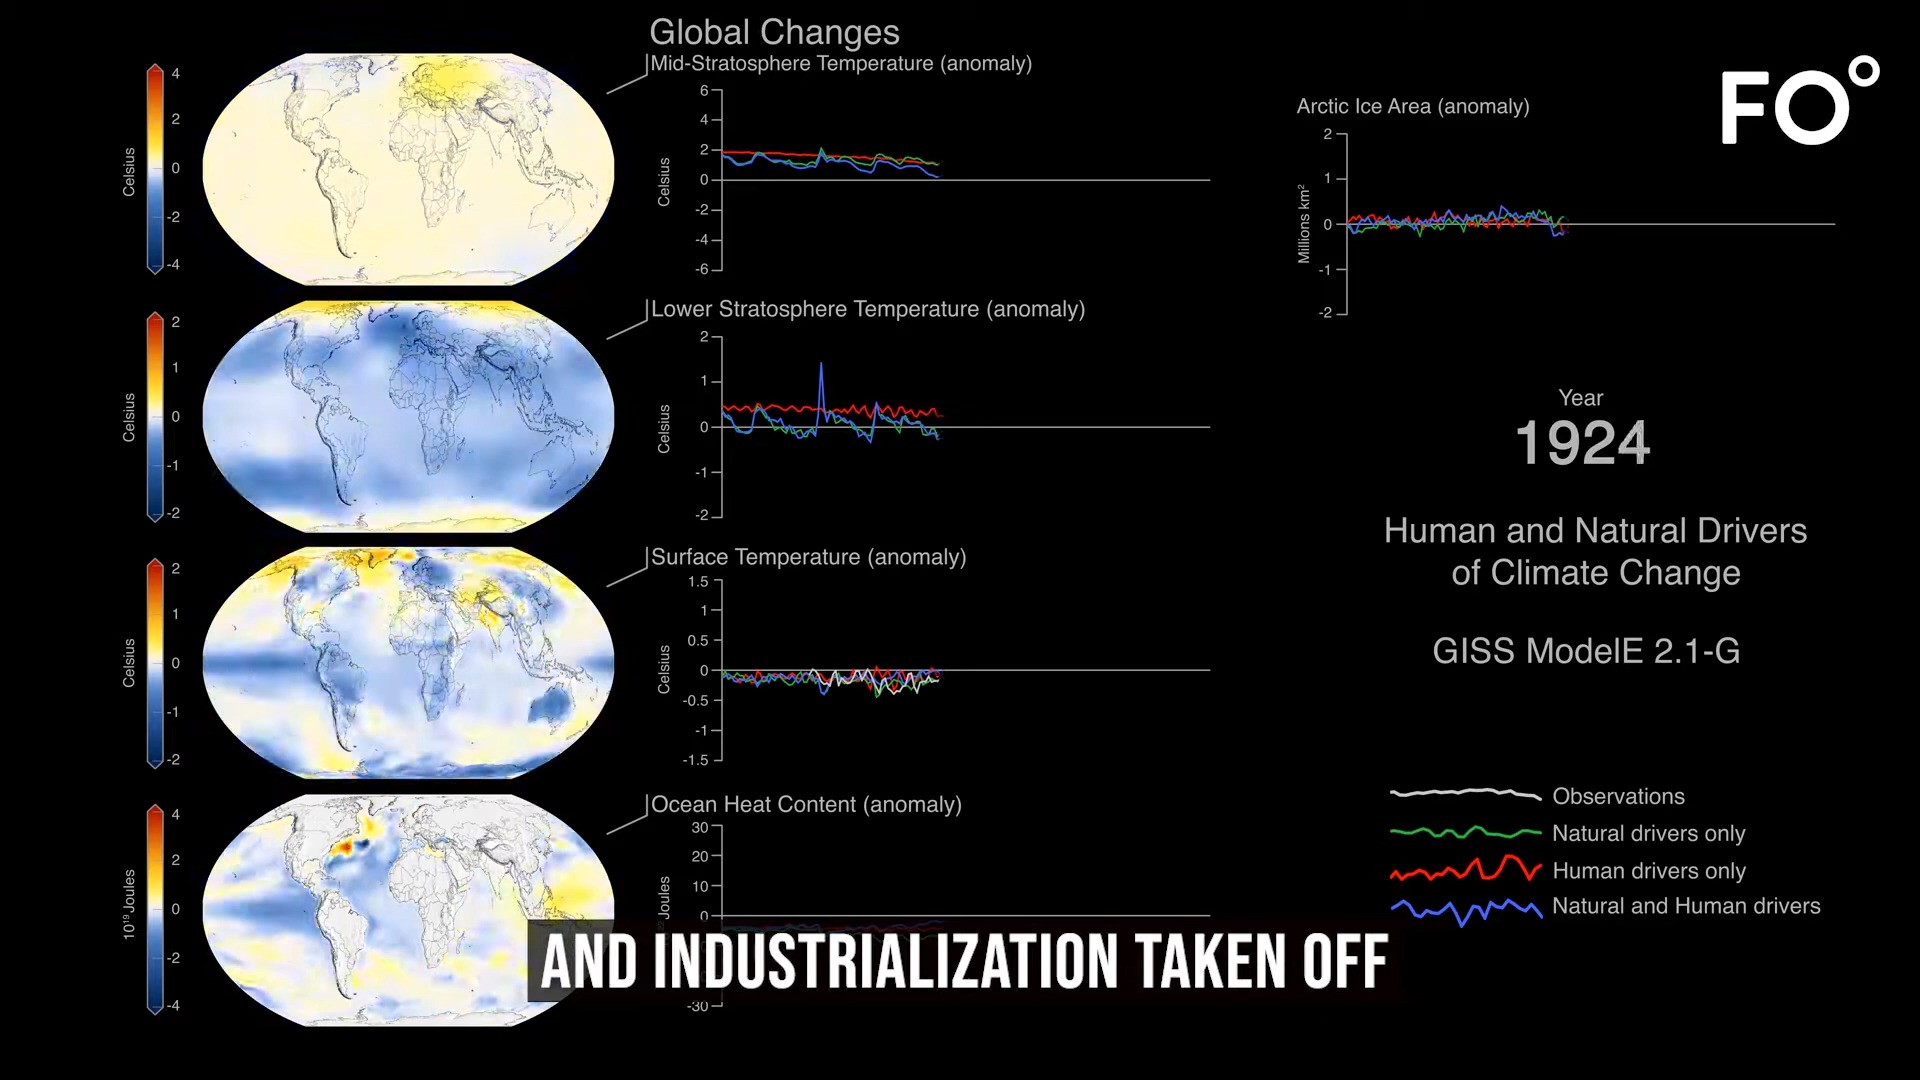 Global Changes
Mid-Stratosphere Temperature (anomaly)
4
2
0
-2
-4
Celsius
6
4
2
0
-2
-4
-6
Celsius
Arctic Ice Area (anomaly)
2
1
0
-1
-2
Millions km²
FO°
Lower Stratosphere Temperature (anomaly)
2
1
0
-1
-2
Celsius
2
1
0
-1
-2
Celsius
Year
1924
Human and Natural Drivers
of Climate Change
GISS ModelE 2.1-G
Surface Temperature (anomaly)
2
1
0
-1
-2
Celsius
1.5
1
0.5
0
-0.5
-1
-1.5
Celsius
Ocean Heat Content (anomaly)
4
2
0
-2
-4
10¹⁹ Joules
30
20
10
0
-30
Joules
Observations
Natural drivers only
Human drivers only
Natural and Human drivers
AND INDUSTRIALIZATION TAKEN OFF